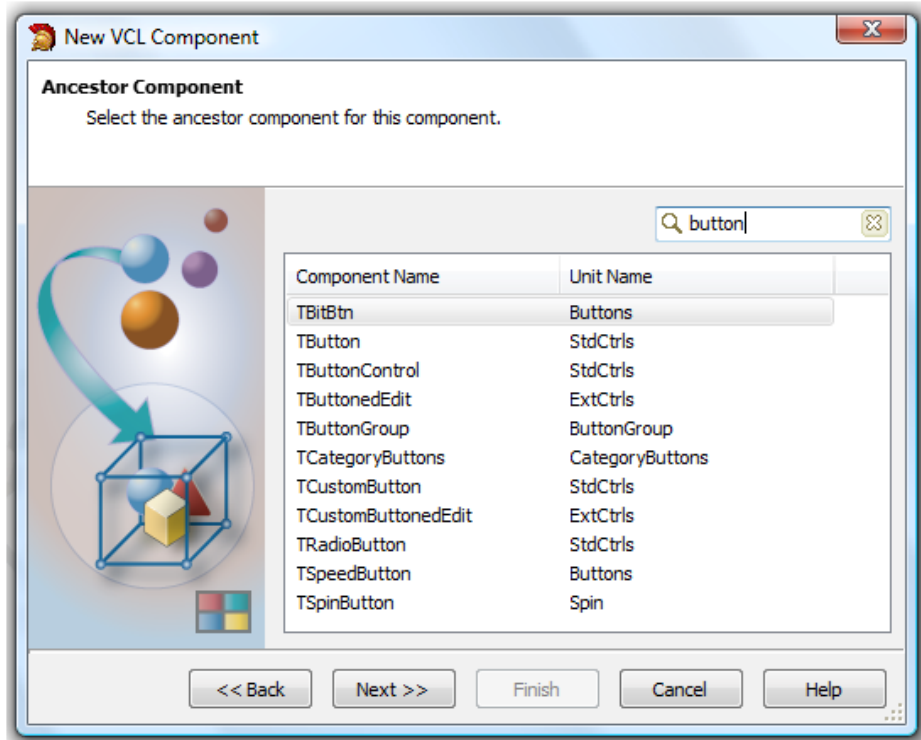 New VCL Component
Ancestor Component
Select the ancestor component for this component.
button
Component Name Unit Name
TBitBtn Buttons
TButton StdCtrls
TButtonControl StdCtrls
TButtonedEdit ExtCtrls
TButtonGroup ButtonGroup
TCategoryButtons CategoryButtons
TCustomButton StdCtrls
TCustomButtonedEdit ExtCtrls
TRadioButton StdCtrls
TSpeedButton Buttons
TSpinButton Spin
<< Back Next >> Finish Cancel Help